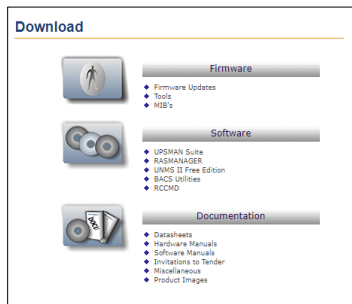 Download
Firmware
Firmware Updates
Tools
MIB's
Software
UPSMAN Suite
RASMANAGER
UNMS II Free Edition
BACS Utilities
RCCMD
Documentation
Datasheets
Hardware Manuals
Software Manuals
Invitations to Tender
Miscellaneous
Product Images